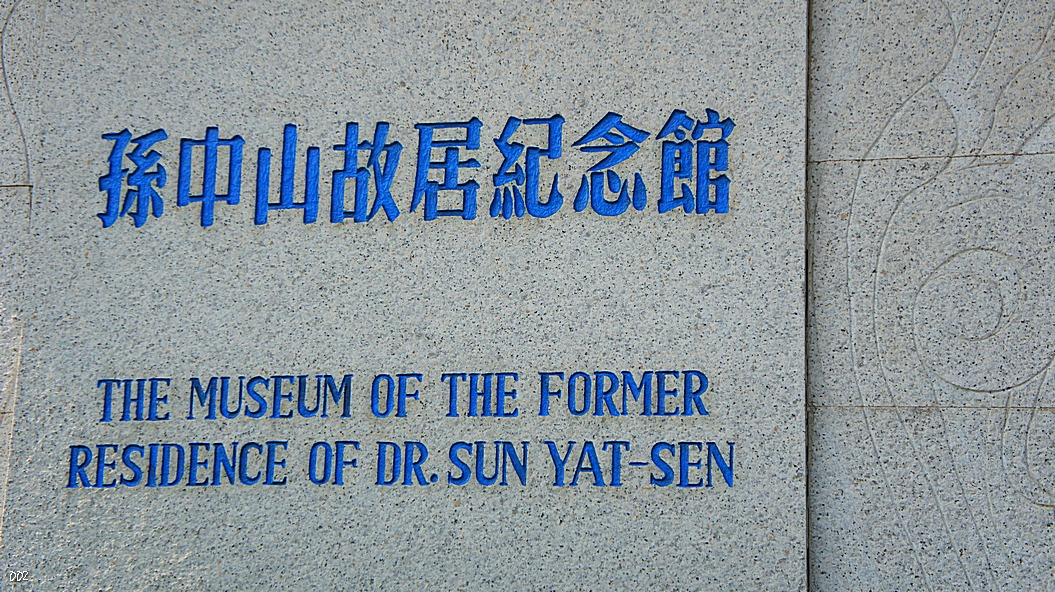 孫中山故居紀念館
THE MUSEUM OF THE FORMER
RESIDENCE OF DR. SUN YAT-SEN
002